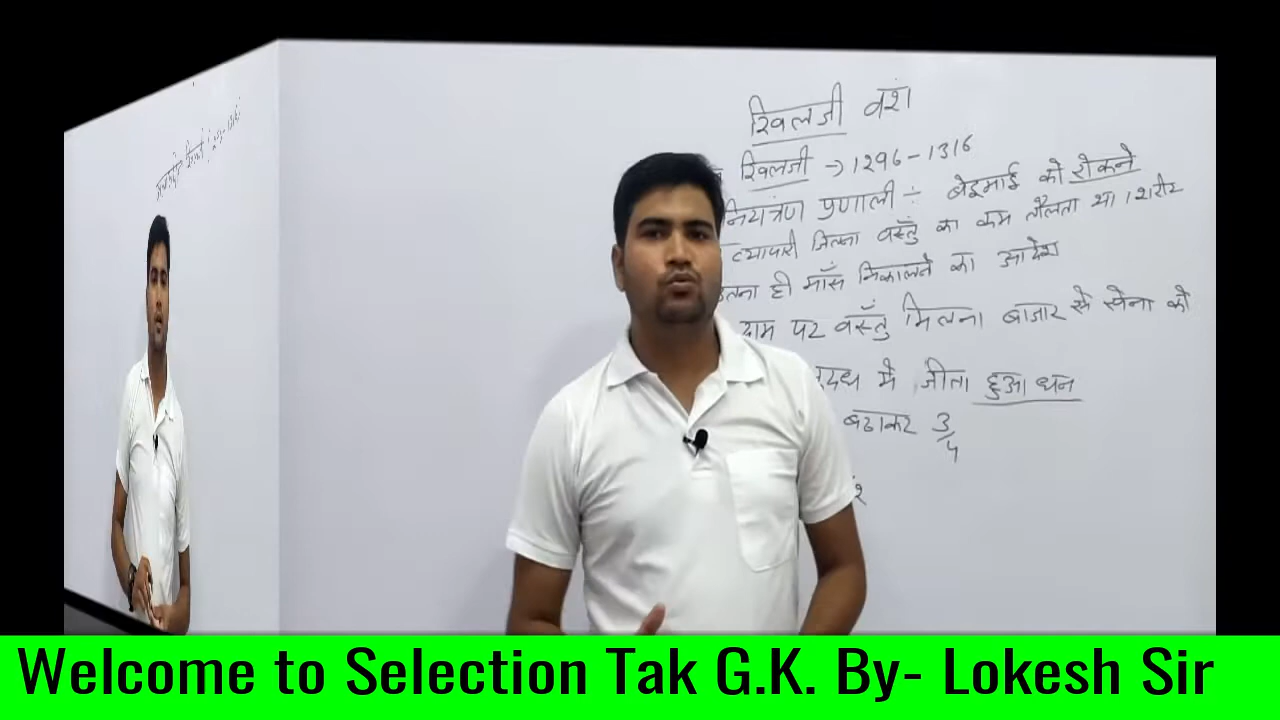 खिलजी वंश
खिलजी → 1296 - 1316
नियंत्रण प्रणाली ÷ बेइमाई को रोकने
व्यापारी जितना वस्तुं का कम तौलता था । शरीर
उतना ही माँस निकालने का आदेश
दाम पर वस्तुँ मिलना बाजार से सेना को
मे जीता हुआ धन
बढाकर 3/4
Welcome to Selection Tak G.K. By- Lokesh Sir